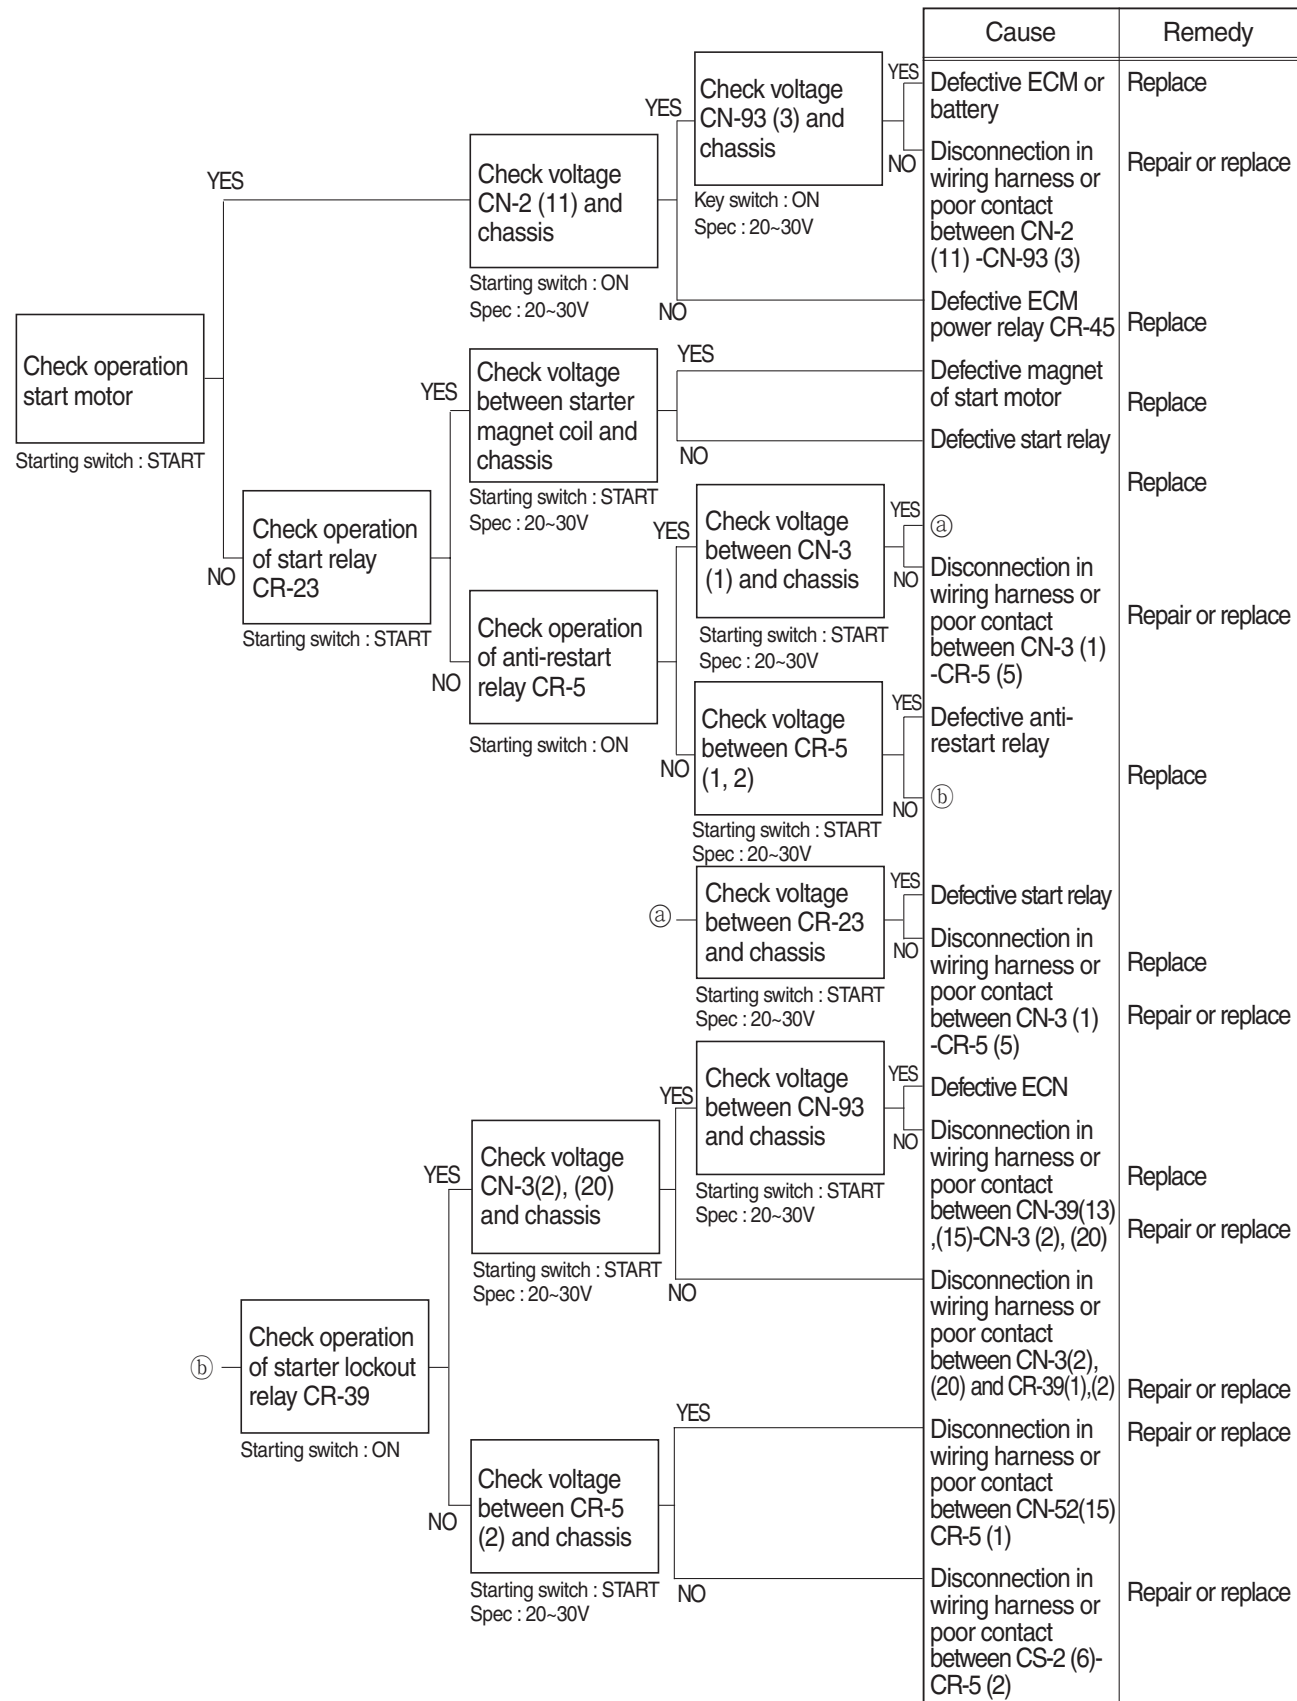 Cause
Remedy
Check operation
start motor
Starting switch : START
YES
NO
Check voltage
CN-2 (11) and
chassis
Starting switch : ON
Spec : 20~30V
YES
NO
Check voltage
CN-93 (3) and
chassis
Key switch : ON
Spec : 20~30V
YES
NO
Defective ECM or
battery
Replace
Disconnection in
wiring harness or
poor contact
between CN-2
(11) -CN-93 (3)
Repair or replace
Defective ECM
power relay CR-45
Replace
Check operation
of start relay
CR-23
Starting switch : START
YES
NO
Check voltage
between starter
magnet coil and
chassis
Starting switch : START
Spec : 20~30V
YES
NO
Defective magnet
of start motor
Replace
Defective start relay
Replace
Check operation
of anti-restart
relay CR-5
Starting switch : ON
YES
NO
Check voltage
between CN-3
(1) and chassis
Starting switch : START
Spec : 20~30V
YES
NO
ⓐ
Disconnection in
wiring harness or
poor contact
between CN-3 (1)
-CR-5 (5)
Repair or replace
Check voltage
between CR-5
(1, 2)
Starting switch : START
Spec : 20~30V
YES
NO
Defective anti-
restart relay
Replace
ⓑ
ⓐ
Check voltage
between CR-23
and chassis
Starting switch : START
Spec : 20~30V
YES
NO
Defective start relay
Replace
Disconnection in
wiring harness or
poor contact
between CN-3 (1)
-CR-5 (5)
Repair or replace
ⓑ
Check operation
of starter lockout
relay CR-39
Starting switch : ON
YES
NO
Check voltage
CN-3(2), (20)
and chassis
Starting switch : START
Spec : 20~30V
YES
NO
Check voltage
between CN-93
and chassis
Starting switch : START
Spec : 20~30V
YES
NO
Defective ECN
Replace
Disconnection in
wiring harness or
poor contact
between CN-39(13)
,(15)-CN-3 (2), (20)
Repair or replace
Disconnection in
wiring harness or
poor contact
between CN-3(2),
(20) and CR-39(1),(2)
Repair or replace
Check voltage
between CR-5
(2) and chassis
Starting switch : START
Spec : 20~30V
YES
NO
Disconnection in
wiring harness or
poor contact
between CN-52(15)
CR-5 (1)
Repair or replace
Disconnection in
wiring harness or
poor contact
between CS-2 (6)-
CR-5 (2)
Repair or replace